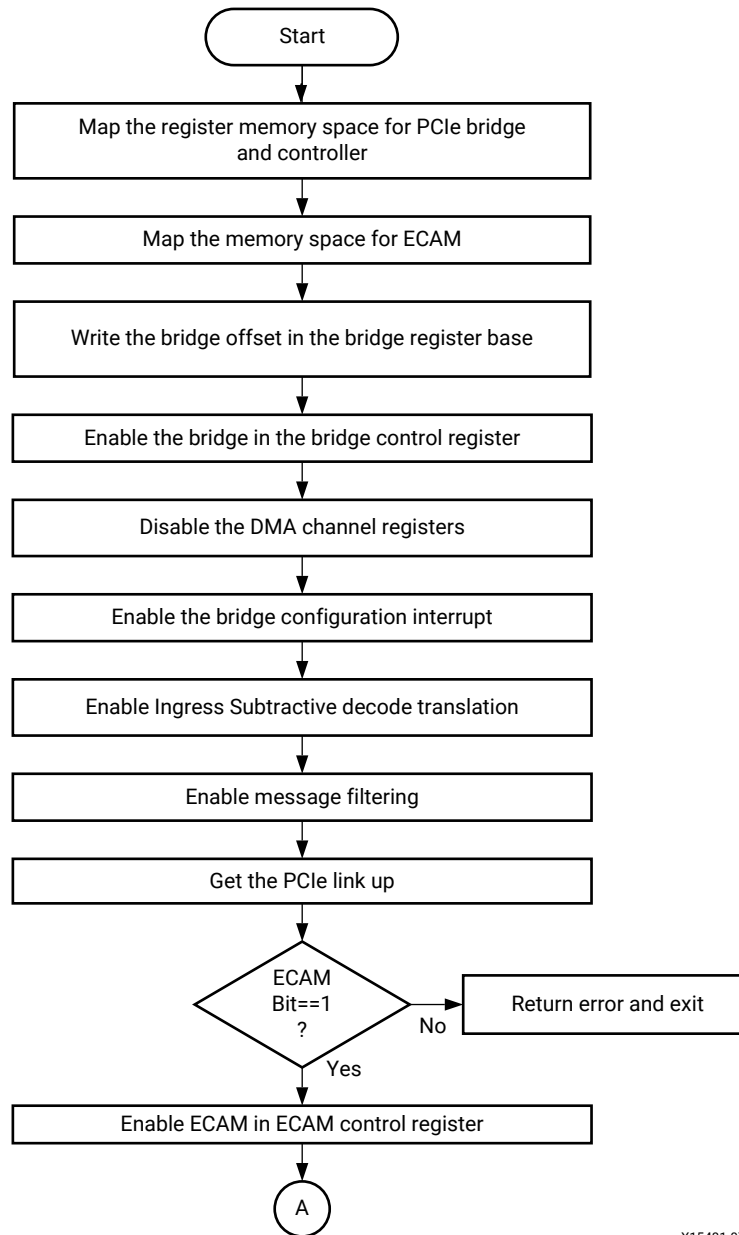 Start
Map the register memory space for PCIe bridge
and controller
Map the memory space for ECAM
Write the bridge offset in the bridge register base
Enable the bridge in the bridge control register
Disable the DMA channel registers
Enable the bridge configuration interrupt
Enable Ingress Subtractive decode translation
Enable message filtering
Get the PCIe link up
ECAM
Bit==1
?
No
Return error and exit
Yes
Enable ECAM in ECAM control register
A